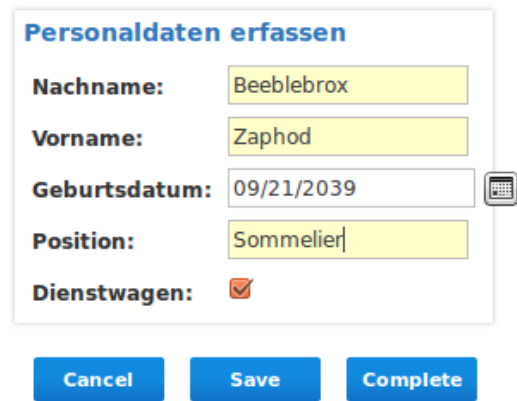 Personaldaten erfassen
Nachname: Beeblebrox
Vorname: Zaphod
Geburtsdatum: 09/21/2039
Position: Sommelier
Dienstwagen:
Cancel Save Complete